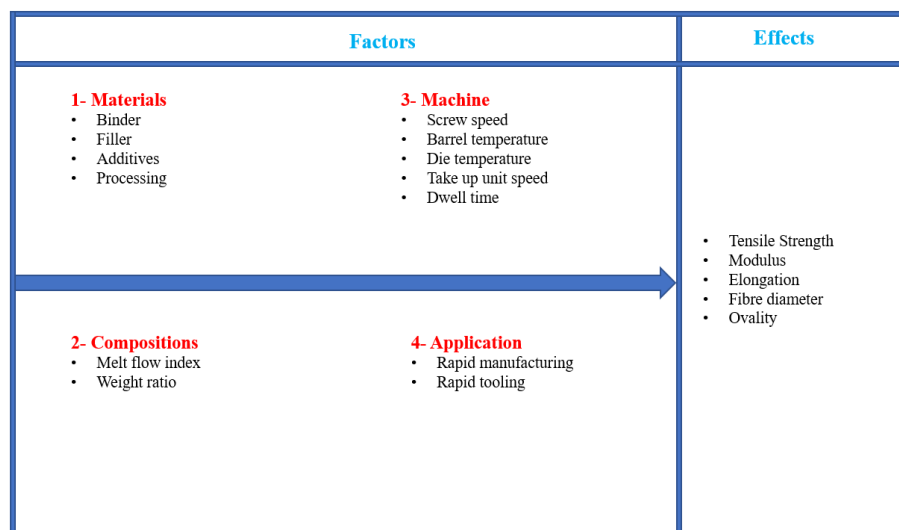 Factors
Effects
1- Materials
• Binder
• Filler
• Additives
• Processing
3- Machine
• Screw speed
• Barrel temperature
• Die temperature
• Take up unit speed
• Dwell time
2- Compositions
• Melt flow index
• Weight ratio
4- Application
• Rapid manufacturing
• Rapid tooling
• Tensile Strength
• Modulus
• Elongation
• Fibre diameter
• Ovality